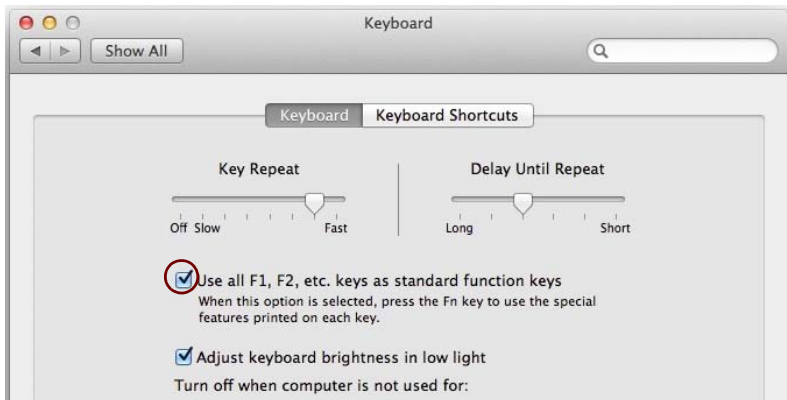 Keyboard
Show All
Keyboard Keyboard Shortcuts
Key Repeat Delay Until Repeat
Off Slow Fast Long Short
Use all F1, F2, etc. keys as standard function keys
When this option is selected, press the Fn key to use the special
features printed on each key.
Adjust keyboard brightness in low light
Turn off when computer is not used for: